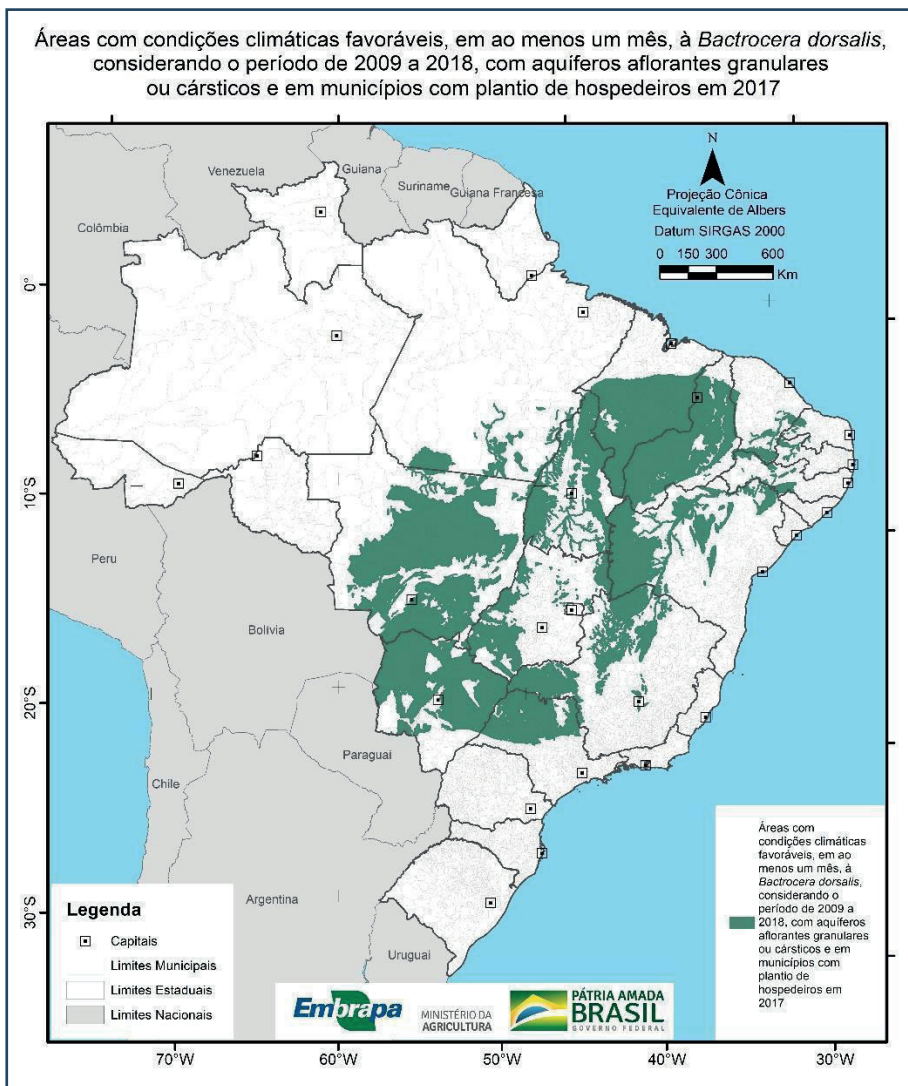 Áreas com condições climáticas favoráveis, em ao menos um mês, à Bactrocera dorsalis,
considerando o período de 2009 a 2018, com aquíferos aflorantes granulares
ou cársticos e em municípios com plantio de hospedeiros em 2017
N
Projeção Cônica
Equivalente de Albers
Datum SIRGAS 2000
0 150 300 600
Km
Venezuela
Guiana
Suriname
Guiana Francesa
Colômbia
0°
10°S
Peru
Bolívia
20°S
Paraguai
Chile
Argentina
30°S
Uruguai
Legenda
Capitais
Limites Municipais
Limites Estaduais
Limites Nacionais
Embrapa
MINISTÉRIO DA
AGRICULTURA
PÁTRIA AMADA
BRASIL
GOVERNO FEDERAL
Áreas com
condições climáticas
favoráveis, em ao
menos um mês, à
Bactrocera dorsalis,
considerando o
período de 2009 a
2018, com aquíferos
aflorantes granulares
ou cársticos e em
municípios com
plantio de
hospedeiros em
2017
70°W 60°W 50°W 40°W 30°W